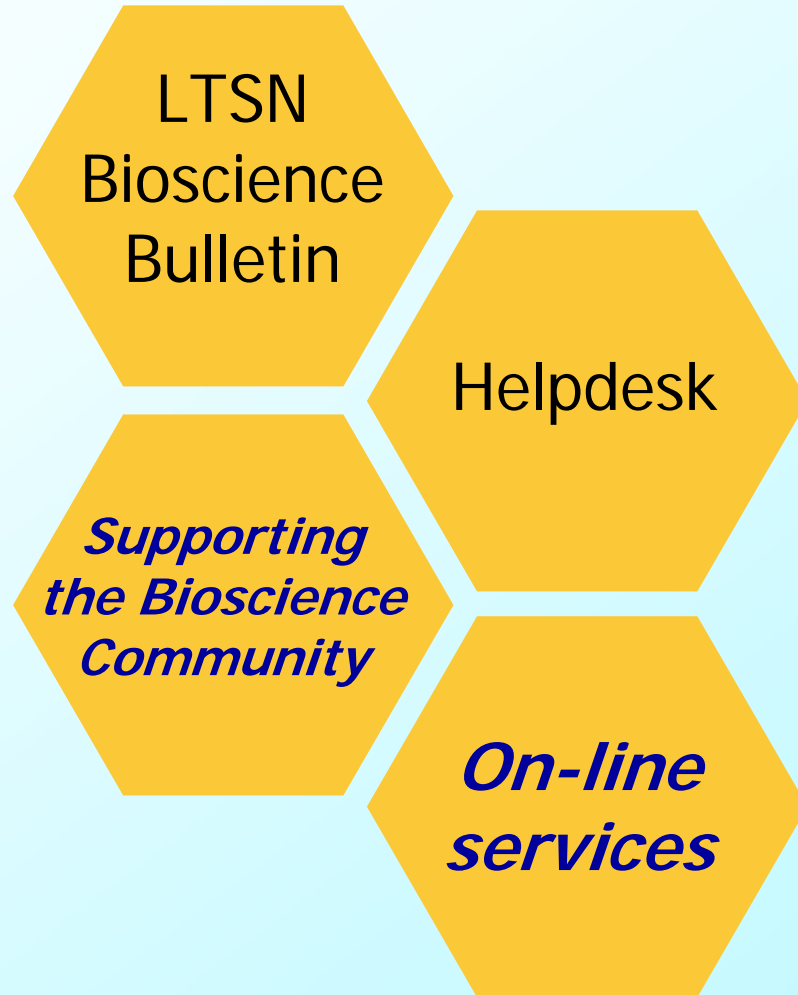 LTSN
Bioscience
Bulletin
Helpdesk
Supporting
the Bioscience
Community
On-line
services